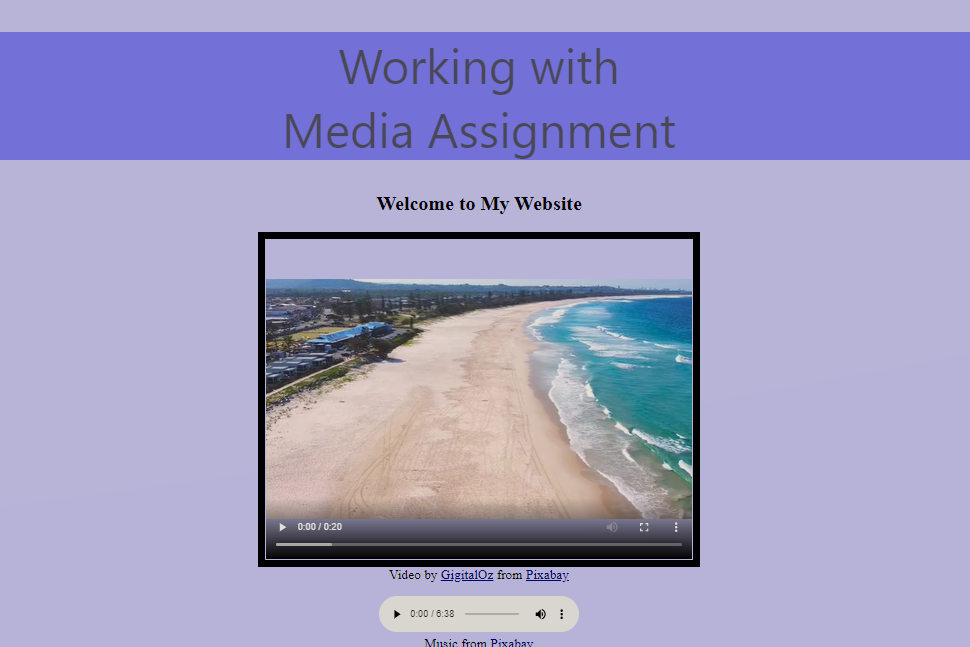 Working with
Media Assignment
Welcome to My Website
0:00 / 0:20
Video by GigitalOz from Pixabay
0:00 / 6:38
Music from Pixabay